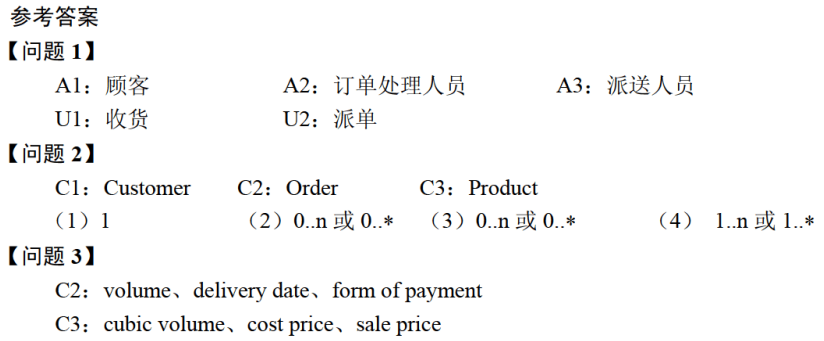 参考答案
【问题 1】
A1：顾客 A2：订单处理人员 A3：派送人员
U1：收货 U2：派单
【问题 2】
C1：Customer C2：Order C3：Product
（1）1 （2）0..n 或 0..* （3）0..n 或 0..* （4） 1..n 或 1..*
【问题 3】
C2：volume、delivery date、form of payment
C3：cubic volume、cost price、sale price